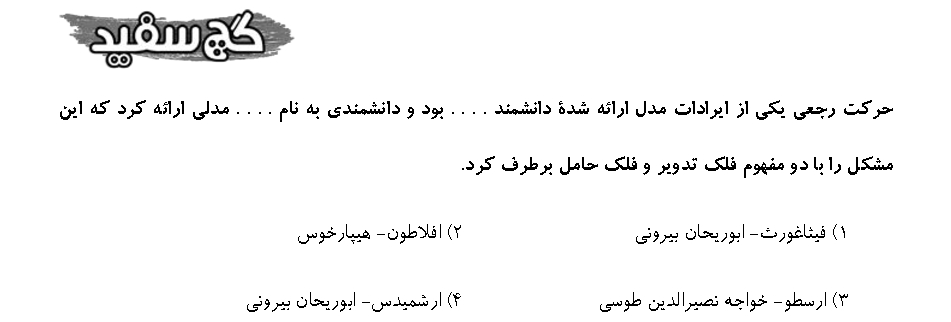 گچ سفید
حرکت رجعی یکی از ایرادات مدل ارائه شدهٔ دانشمند . . . . بود و دانشمندی به نام . . . . مدلی ارائه کرد که این
مشکل را با دو مفهوم فلک تدویر و فلک حامل برطرف کرد.
۱) فیثاغورث- ابوریحان بیرونی ۲) افلاطون- هیپارخوس
۳) ارسطو- خواجه نصیرالدین طوسی ۴) ارشمیدس- ابوریحان بیرونی